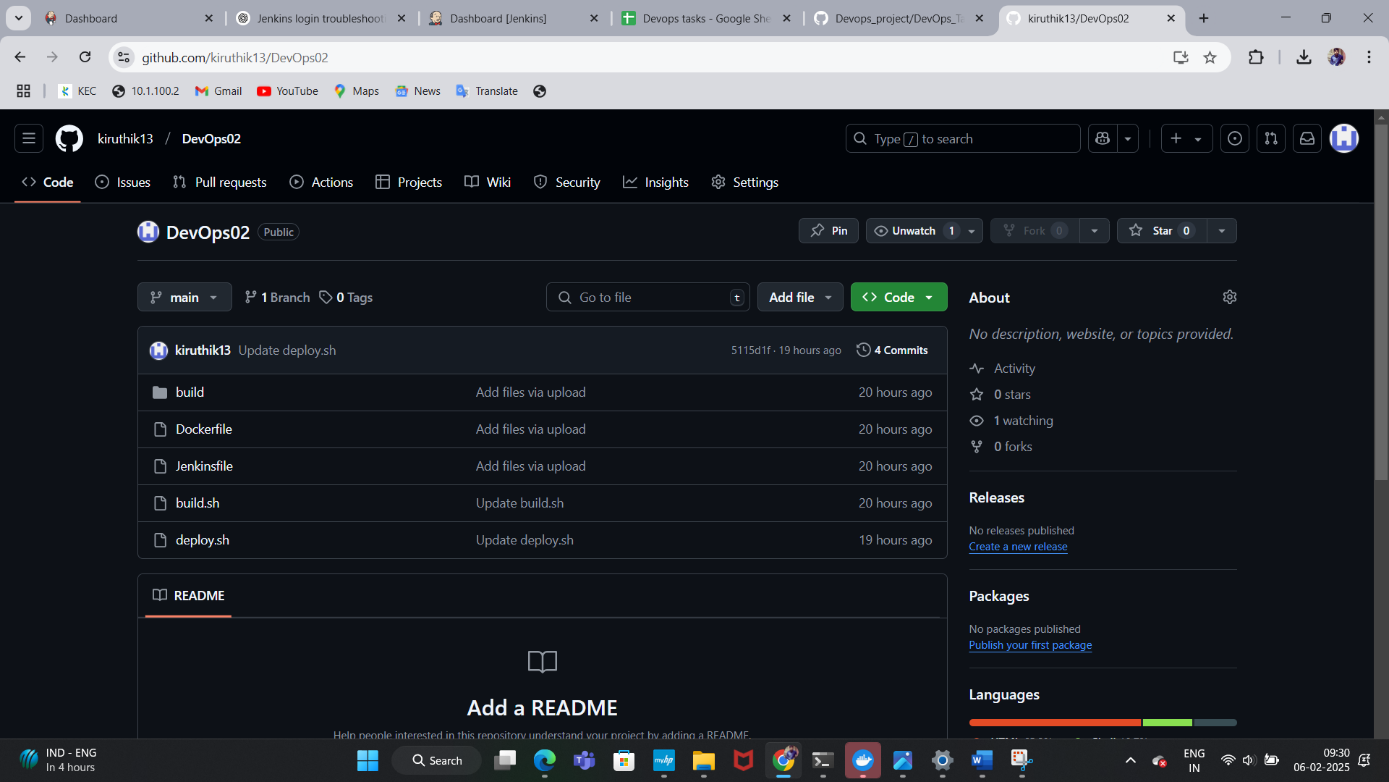 Dashboard
Jenkins login troubleshoot
Dashboard [Jenkins]
Devops tasks - Google She
Devops_project/DevOps_T
kiruthik13/DevOps02
github.com/kiruthik13/DevOps02
KEC
10.1.100.2
Gmail
YouTube
Maps
News
Translate
kiruthik13 / DevOps02
Type / to search
Code
Issues
Pull requests
Actions
Projects
Wiki
Security
Insights
Settings
DevOps02 Public
Pin
Unwatch 1
Fork 0
Star 0
main
1 Branch
0 Tags
Go to file t
Add file
Code
kiruthik13 Update deploy.sh 5115d1f · 19 hours ago 4 Commits
build Add files via upload 20 hours ago
Dockerfile Add files via upload 20 hours ago
Jenkinsfile Add files via upload 20 hours ago
build.sh Update build.sh 20 hours ago
deploy.sh Update deploy.sh 19 hours ago
README
Add a README
Help people interested in this repository understand your project by adding a README.
About
No description, website, or topics provided.
Activity
0 stars
1 watching
0 forks
Releases
No releases published
Create a new release
Packages
No packages published
Publish your first package
Languages
IND - ENG
In 4 hours
Search
myhp
ENG
IN
09:30
06-02-2025